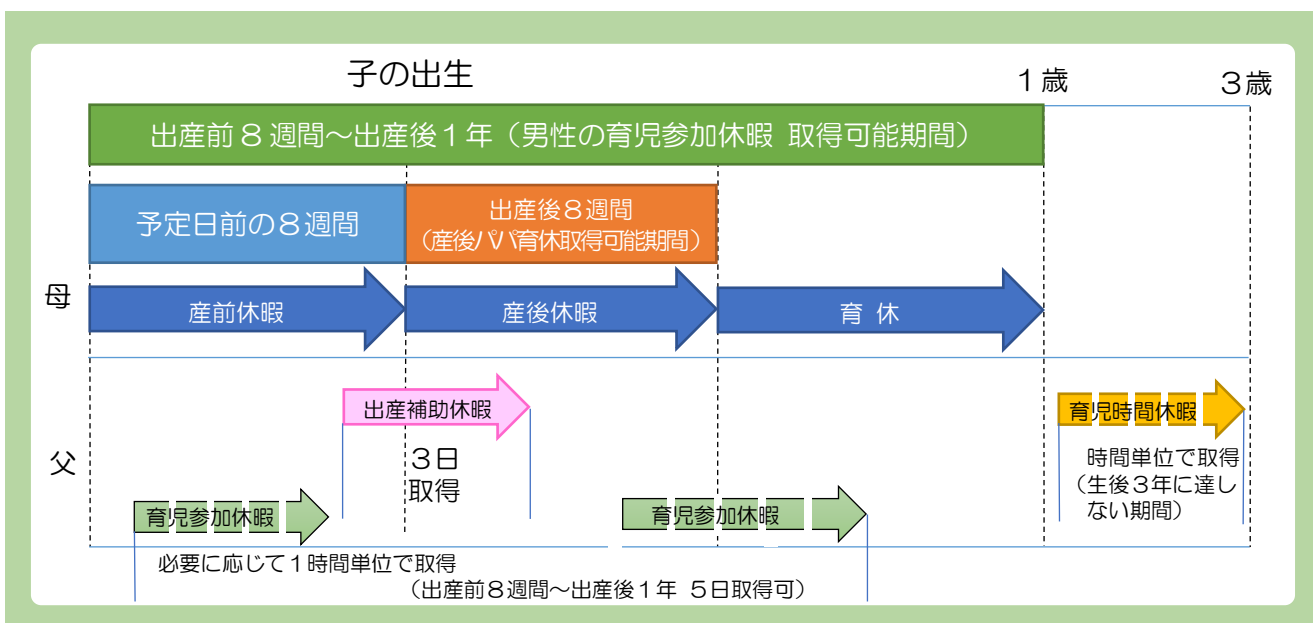 子の出生
１歳
３歳
出産前８週間～出産後１年（男性の育児参加休暇 取得可能期間）
予定日前の８週間
出産後８週間
（産後パパ育休取得可能期間）
母
産前休暇
産後休暇
育 休
父
出産補助休暇
３日
取得
育児時間休暇
時間単位で取得
（生後３年に達し
ない期間）
育児参加休暇
育児参加休暇
必要に応じて１時間単位で取得
（出産前８週間～出産後１年 ５日取得可）